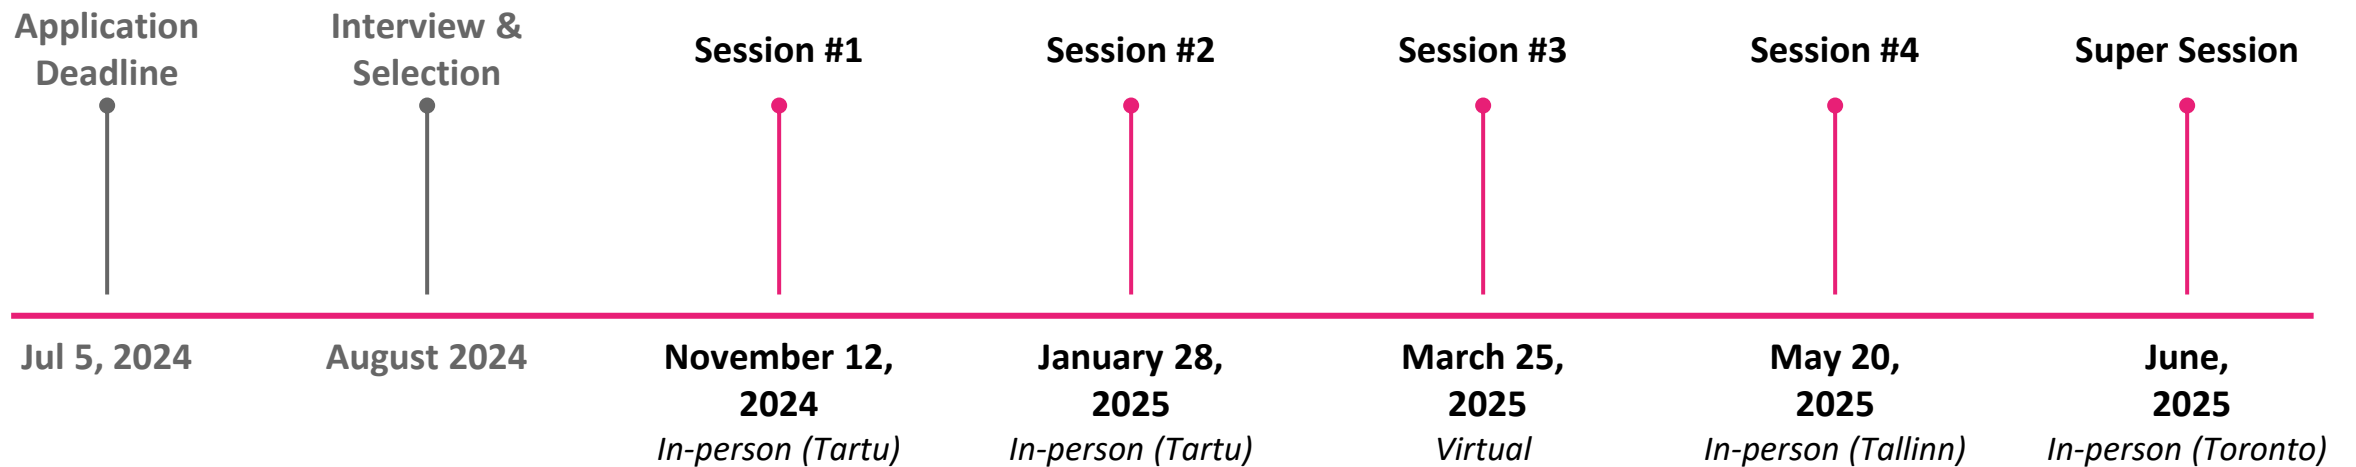 Application
Deadline
Interview &
Selection
Session #1
Session #2
Session #3
Session #4
Super Session
Jul 5, 2024
August 2024
November 12,
2024
In-person (Tartu)
January 28,
2025
In-person (Tartu)
March 25,
2025
Virtual
May 20,
2025
In-person (Tallinn)
June,
2025
In-person (Toronto)